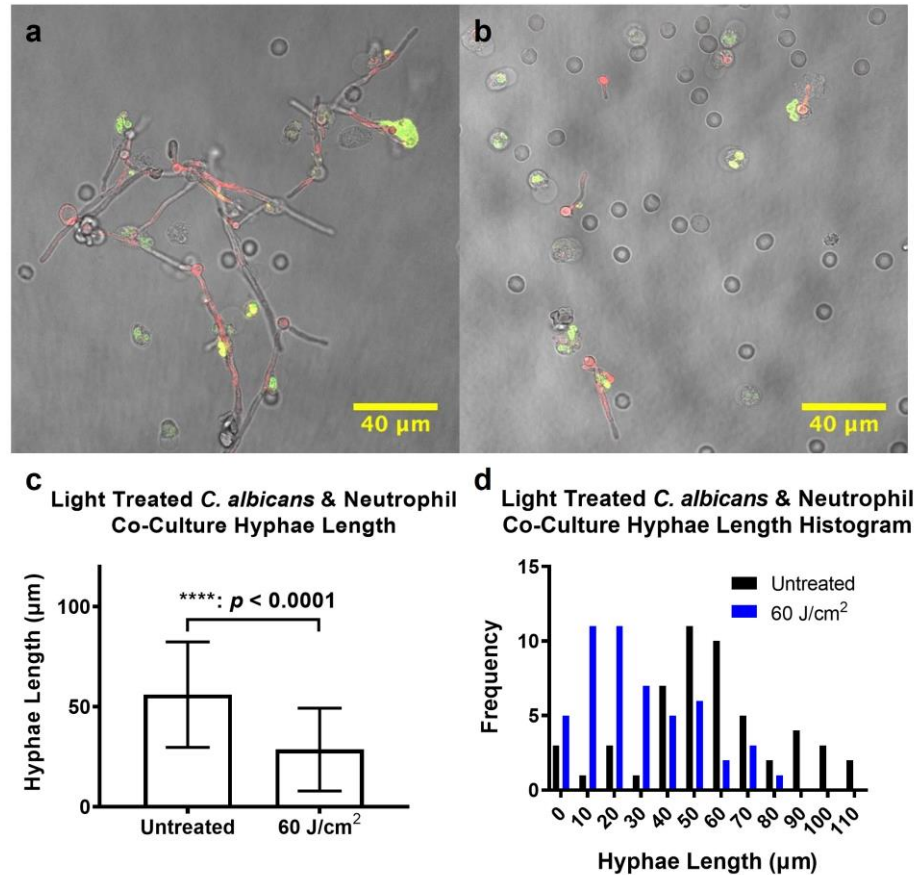 a
b
40 µm
40 µm
c
Light Treated C. albicans & Neutrophil
Co-Culture Hyphae Length
Hyphae Length (µm)
100
50
0
****: p < 0.0001
Untreated
60 J/cm²
d
Light Treated C. albicans & Neutrophil
Co-Culture Hyphae Length Histogram
Frequency
15
10
5
0
Untreated
60 J/cm²
0 10 20 30 40 50 60 70 80 90 100 110
Hyphae Length (µm)